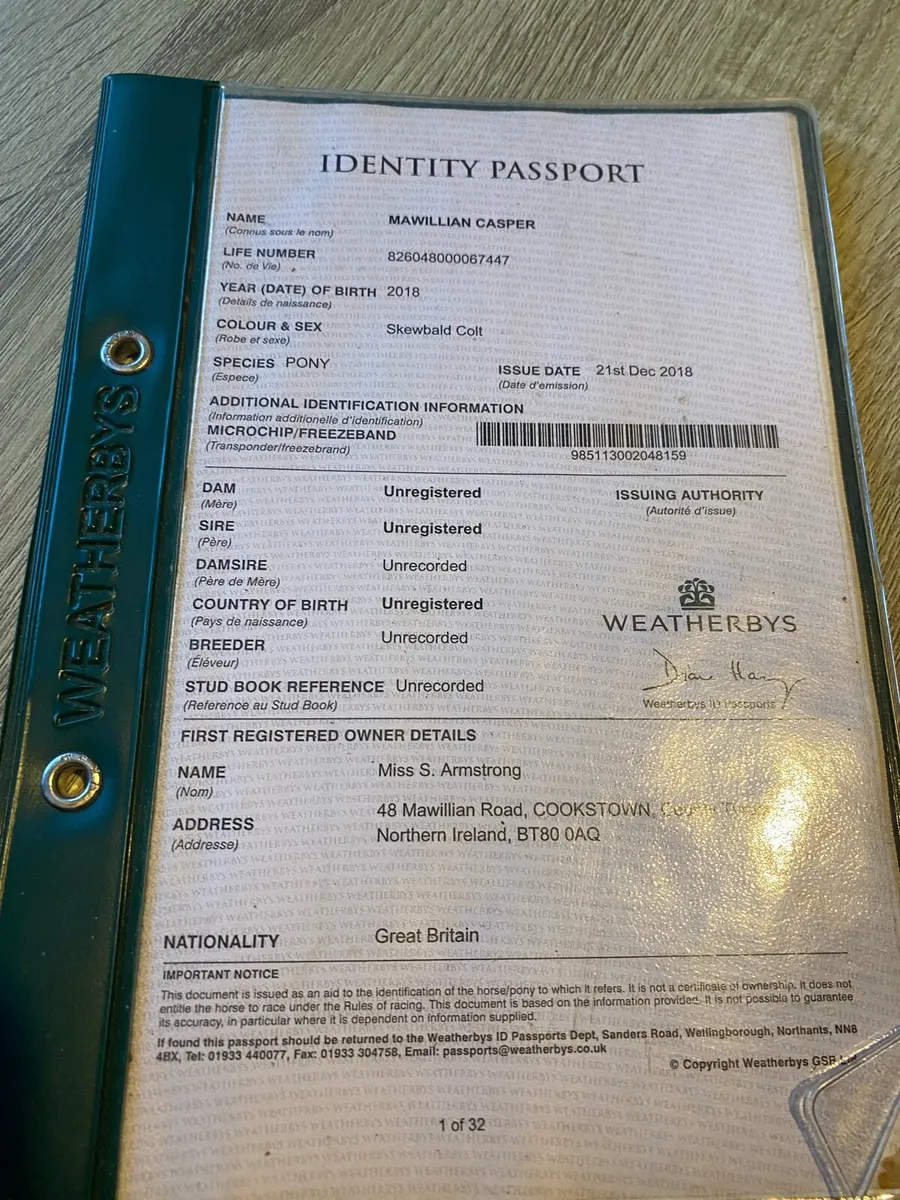 WEATHERBYS
IDENTITY PASSPORT
NAME MAWILLIAN CASPER
(Connus sous le nom)
LIFE NUMBER 826048000067447
(No. de Vie)
YEAR (DATE) OF BIRTH 2018
(Details de naissance)
COLOUR & SEX Skewbald Colt
(Robe et sexe)
SPECIES PONY ISSUE DATE 21st Dec 2018
(Espece) (Date d'emission)
ADDITIONAL IDENTIFICATION INFORMATION
(Information additionelle d'identification)
MICROCHIP/FREEZEBAND
(Transponder/freezebrand) 985113002048159
DAM Unregistered ISSUING AUTHORITY
(Mère) (Autorité d'issue)
SIRE Unregistered
(Père)
DAMSIRE Unrecorded
(Père de Mère)
COUNTRY OF BIRTH Unregistered
(Pays de naissance)
WEATHERBYS
BREEDER Unrecorded
(Éléveur)
STUD BOOK REFERENCE Unrecorded
(Reference au Stud Book) Weatherbys ID Passports
FIRST REGISTERED OWNER DETAILS
NAME Miss S. Armstrong
(Nom)
ADDRESS 48 Mawillian Road, COOKSTOWN, County
(Addresse) Northern Ireland, BT80 0AQ
NATIONALITY Great Britain
IMPORTANT NOTICE
This document is issued as an aid to the identification of the horse/pony to which it refers. It is not a certificate of ownership. It does not
entitle the horse to race under the Rules of racing. This document is based on the information provided. It is not possible to guarantee
its accuracy, in particular where it is dependent on information supplied.
If found this passport should be returned to the Weatherbys ID Passports Dept, Sanders Road, Wellingborough, Northants, NN8
4BX, Tel: 01933 440077, Fax: 01933 304758, Email: passports@weatherbys.co.uk
© Copyright Weatherbys GSB
1 of 32